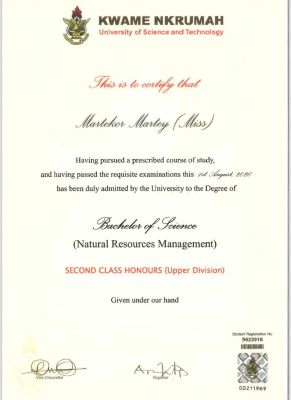 KWAME NKRUMAH
University of Science and Technology
This is to certify that
Martekor Martey (Miss)
Having pursued a prescribed course of study,
and having passed the requisite examinations this 1st August, 2020
has been duly admitted by the University to the Degree of
Bachelor of Science
(Natural Resources Management)
SECOND CLASS HONOURS (Upper Division)
Given under our hand
Student Registration No
5622916
Vice-Chancellor
Registrar
DD211969